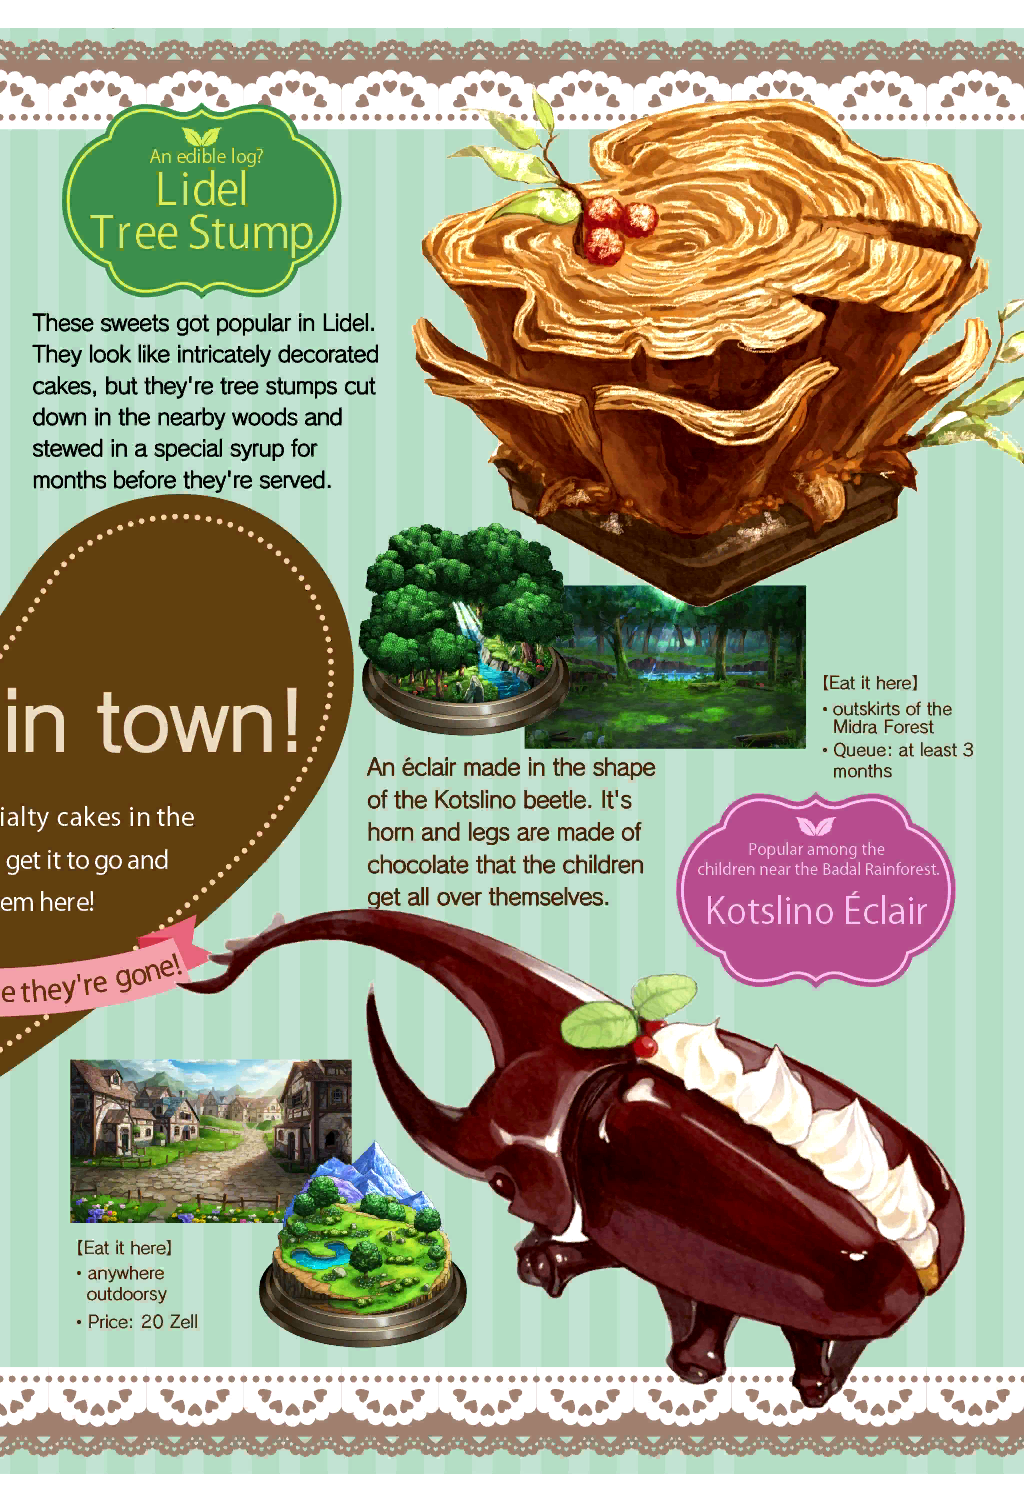 An edible log?
Lidel
Tree Stump
These sweets got popular in Lidel.
They look like intricately decorated
cakes, but they're tree stumps cut
down in the nearby woods and
stewed in a special syrup for
months before they're served.
in town!
ialty cakes in the
get it to go and
em here!
e they're gone!
【Eat it here】
・outskirts of the
Midra Forest
・Queue: at least 3
months
An éclair made in the shape
of the Kotslino beetle. It's
horn and legs are made of
chocolate that the children
get all over themselves.
Popular among the
children near the Badal Rainforest.
Kotslino Éclair
【Eat it here】
・anywhere
outdoorsy
・Price: 20 Zell